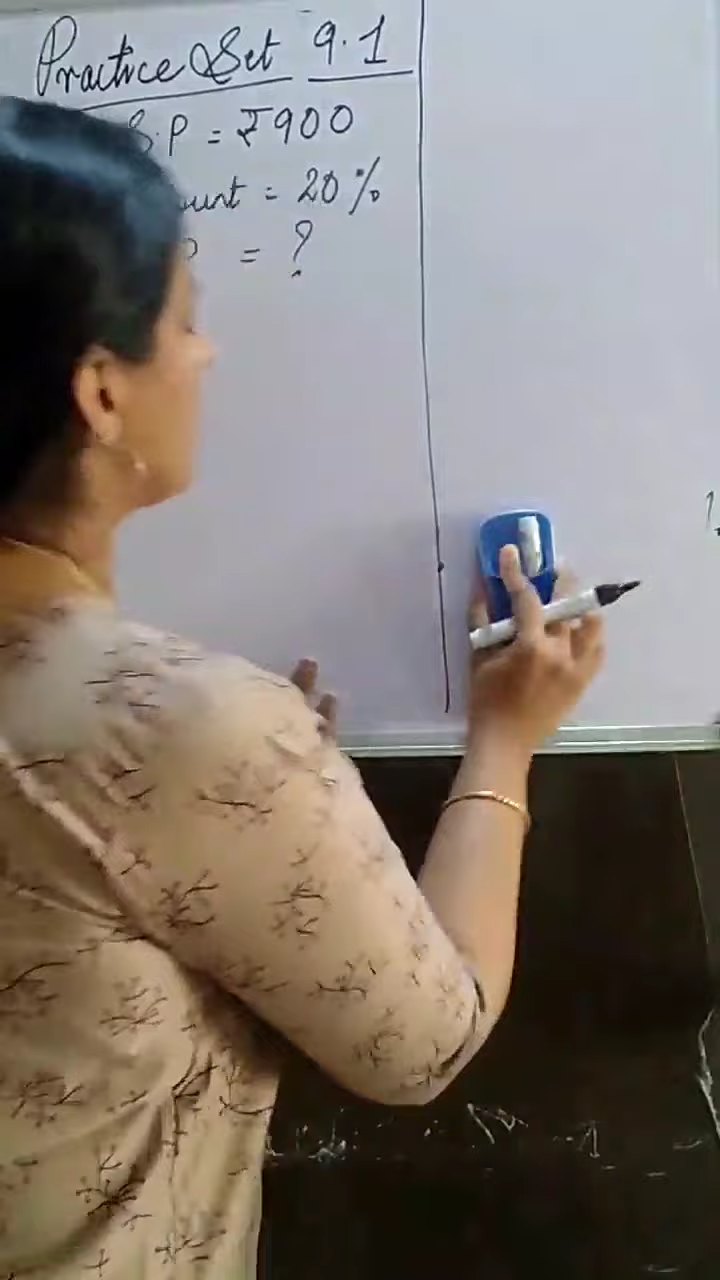 Practice Set 9.1
S.P = ₹900
= 20%
= ?